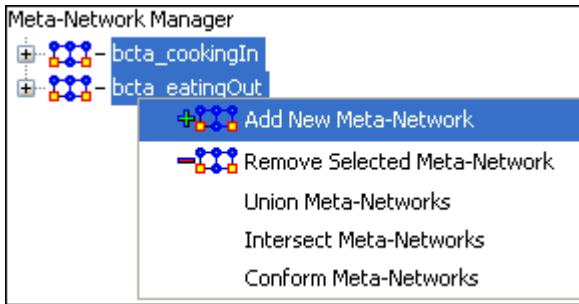 Meta-Network Manager
bcta_cookingIn
bcta_eatingOut
Add New Meta-Network
Remove Selected Meta-Network
Union Meta-Networks
Intersect Meta-Networks
Conform Meta-Networks